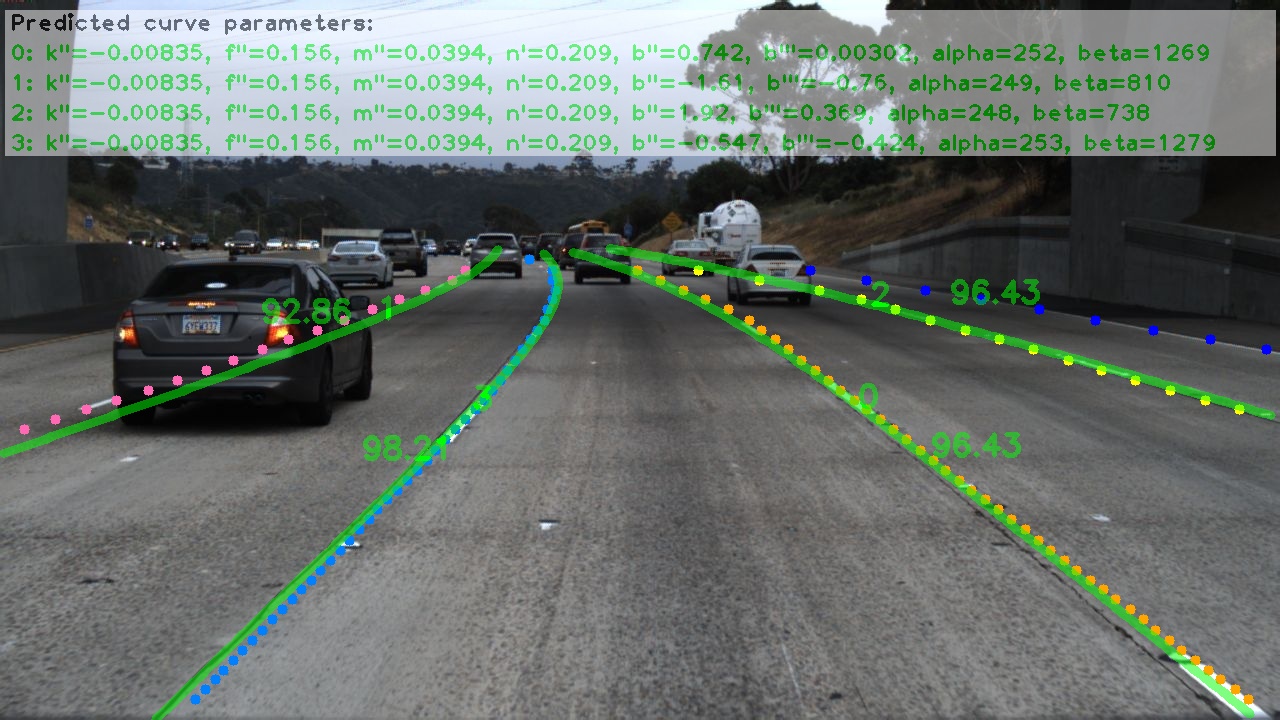 Predicted curve parameters:
0: k''=-0.00835, f''=0.156, m''=0.0394, n'=0.209, b''=0.742, b'''=0.00302, alpha=252, beta=1269
1: k''=-0.00835, f''=0.156, m''=0.0394, n'=0.209, b''=-1.61, b'''=-0.76, alpha=249, beta=810
2: k''=-0.00835, f''=0.156, m''=0.0394, n'=0.209, b''=1.92, b'''=0.369, alpha=248, beta=738
3: k''=-0.00835, f''=0.156, m''=0.0394, n'=0.209, b''=-0.547, b'''=-0.424, alpha=253, beta=1279
92.86 1
2 96.43
3 0
98.21 96.43